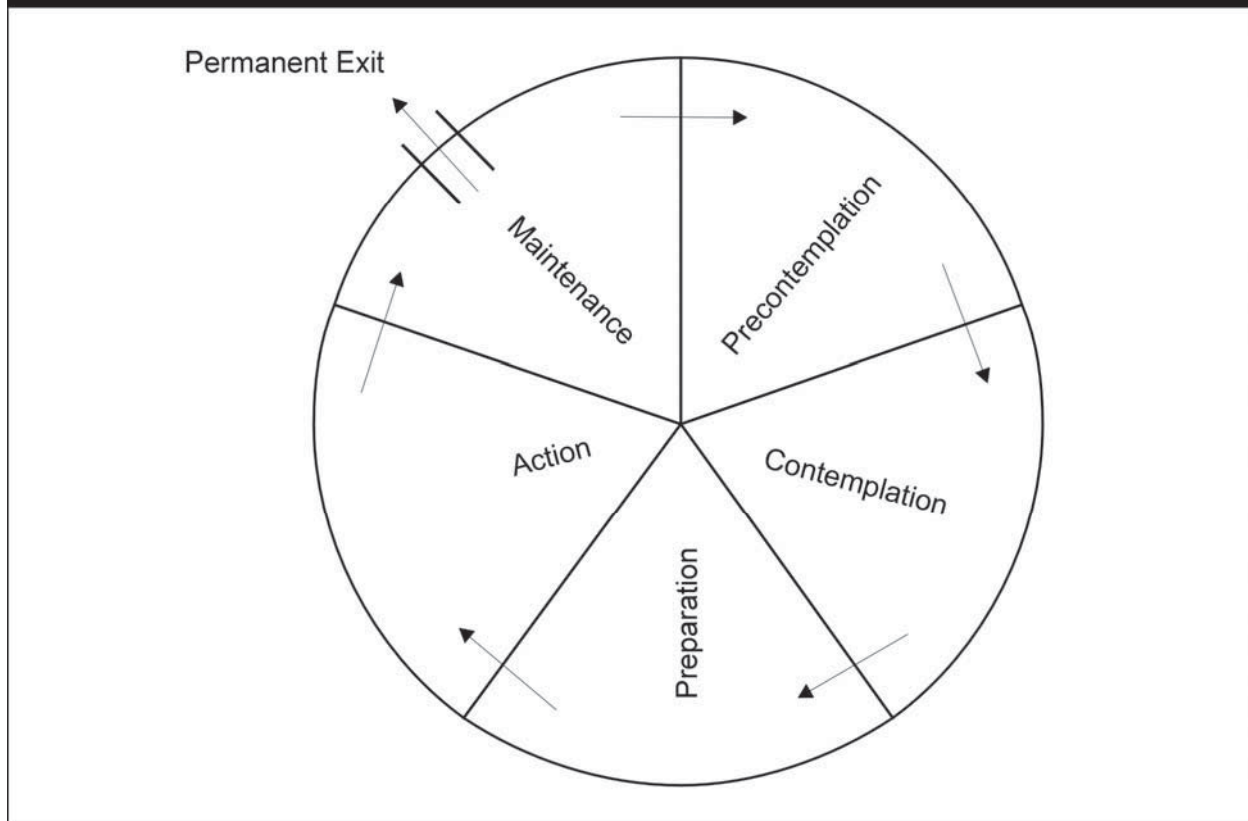 Permanent Exit
Precontemplation
Contemplation
Preparation
Action
Maintenance